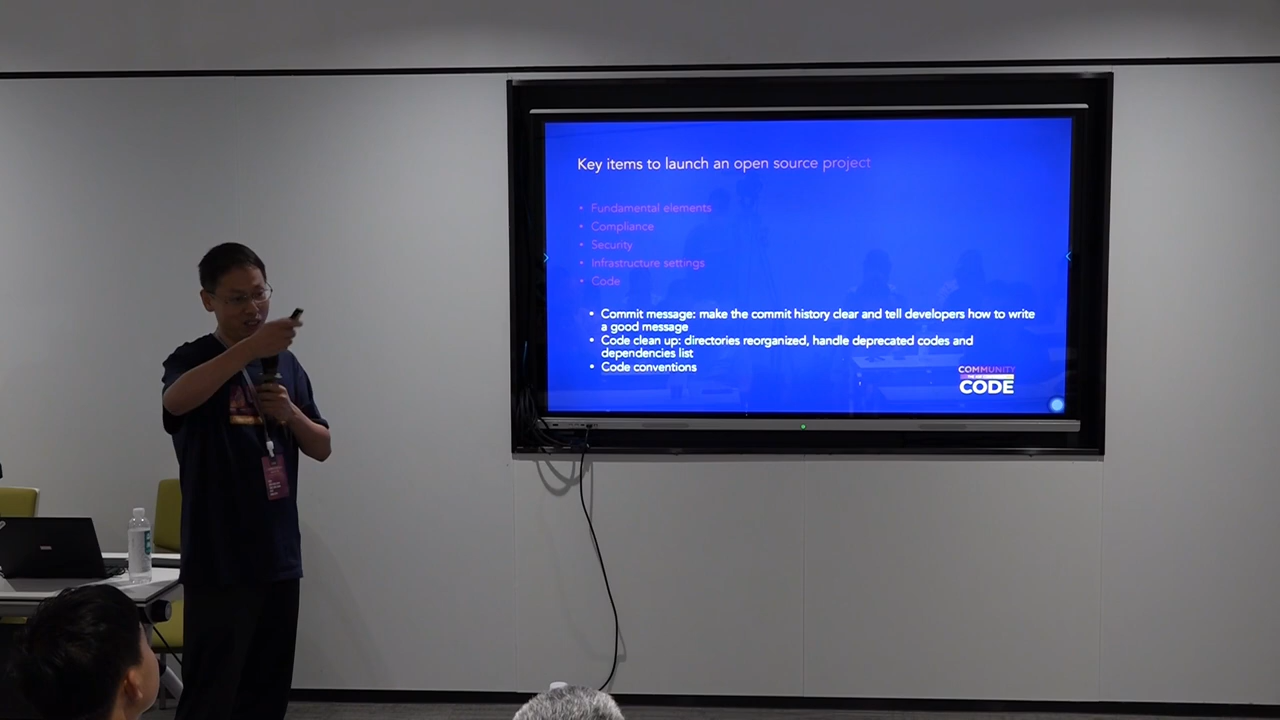 Key items to launch an open source project
• Fundamental elements
• Compliance
• Security
• Infrastructure settings
• Code
• Commit message: make the commit history clear and tell developers how to write
a good message
• Code clean up: directories reorganized, handle deprecated codes and
dependencies list
• Code conventions
COMMUNITY
CODE